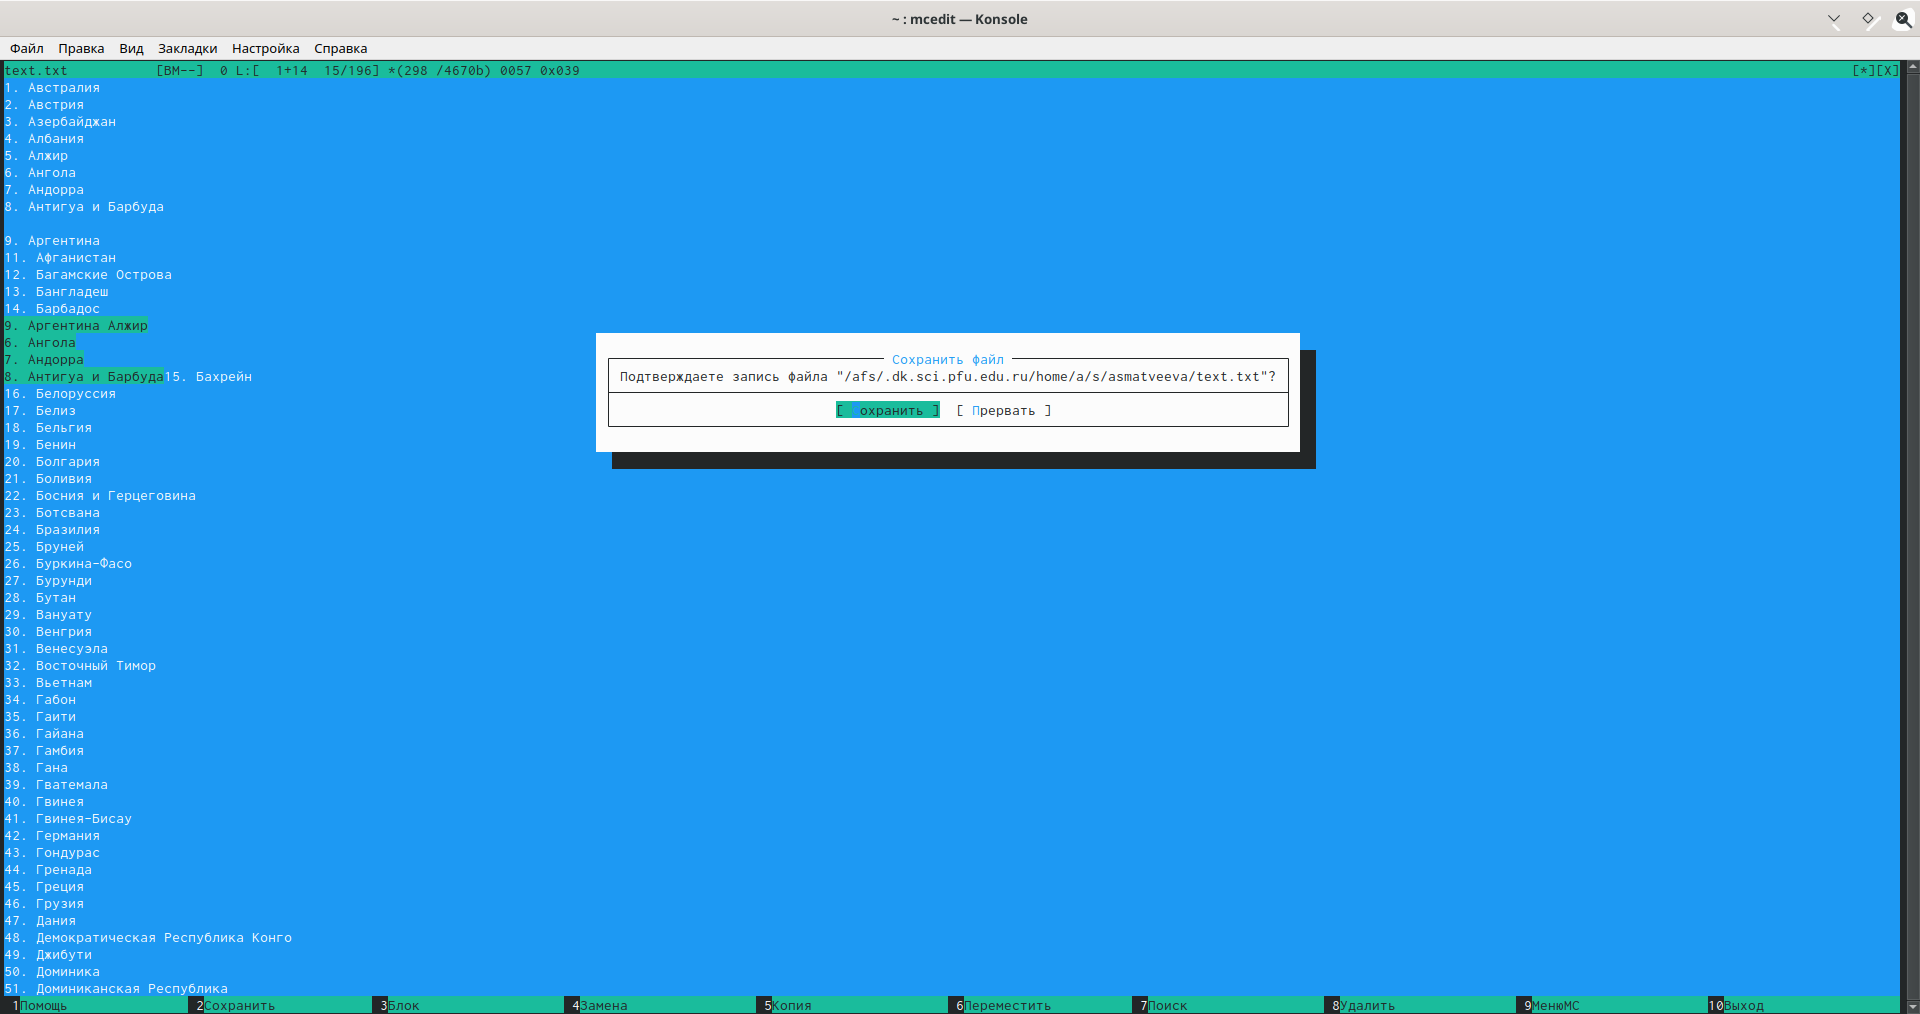 ~ : mcedit — Konsole
Файл Правка Вид Закладки Настройка Справка
text.txt [BM--] 0 L:[ 1+14 15/196] *(298 /4670b) 0057 0x039 [*][X]
1. Австралия
2. Австрия
3. Азербайджан
4. Албания
5. Алжир
6. Ангола
7. Андорра
8. Антигуа и Барбуда
9. Аргентина
11. Афганистан
12. Багамские Острова
13. Бангладеш
14. Барбадос
9. Аргентина Алжир
6. Ангола
7. Андорра
8. Антигуа и Барбуда15. Бахрейн
16. Белоруссия
17. Белиз
18. Бельгия
19. Бенин
20. Болгария
21. Боливия
22. Босния и Герцеговина
23. Ботсвана
24. Бразилия
25. Бруней
26. Буркина-Фасо
27. Бурунди
28. Бутан
29. Вануату
30. Венгрия
31. Венесуэла
32. Восточный Тимор
33. Вьетнам
34. Габон
35. Гаити
36. Гайана
37. Гамбия
38. Гана
39. Гватемала
40. Гвинея
41. Гвинея-Бисау
42. Германия
43. Гондурас
44. Гренада
45. Греция
46. Грузия
47. Дания
48. Демократическая Республика Конго
49. Джибути
50. Доминика
51. Доминиканская Республика
Сохранить файл
Подтверждаете запись файла "/afs/.dk.sci.pfu.edu.ru/home/a/s/asmatveeva/text.txt"?
[ Сохранить ] [ Прервать ]
1Помощь 2Сохранить 3Блок 4Замена 5Копия 6Переместить 7Поиск 8Удалить 9МенюMC 10Выход